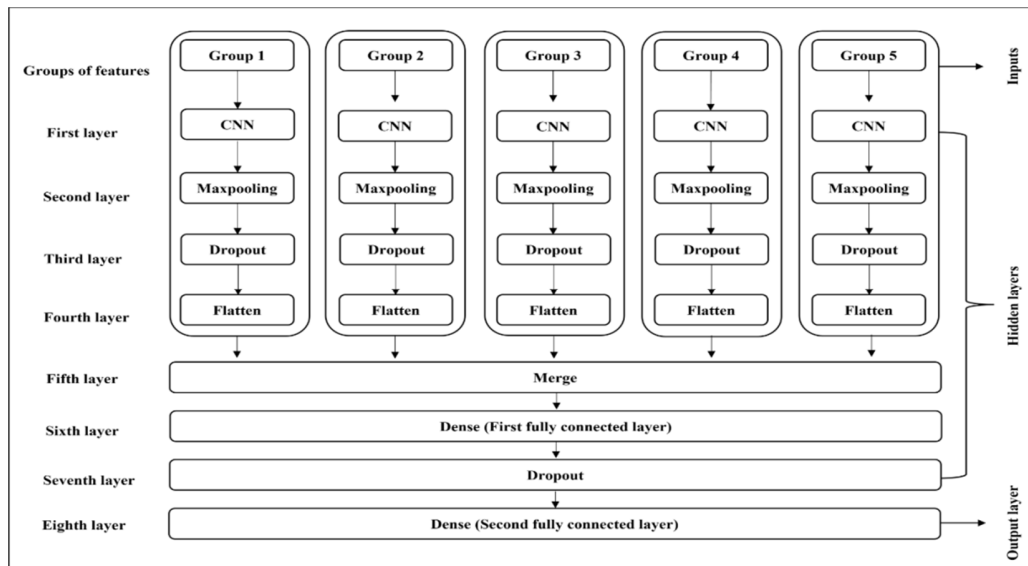 Groups of features
Group 1 Group 2 Group 3 Group 4 Group 5
Inputs
First layer
CNN CNN CNN CNN CNN
Second layer
Maxpooling Maxpooling Maxpooling Maxpooling Maxpooling
Third layer
Dropout Dropout Dropout Dropout Dropout
Fourth layer
Flatten Flatten Flatten Flatten Flatten
Hidden layers
Fifth layer
Merge
Sixth layer
Dense (First fully connected layer)
Seventh layer
Dropout
Eighth layer
Dense (Second fully connected layer)
Output layer